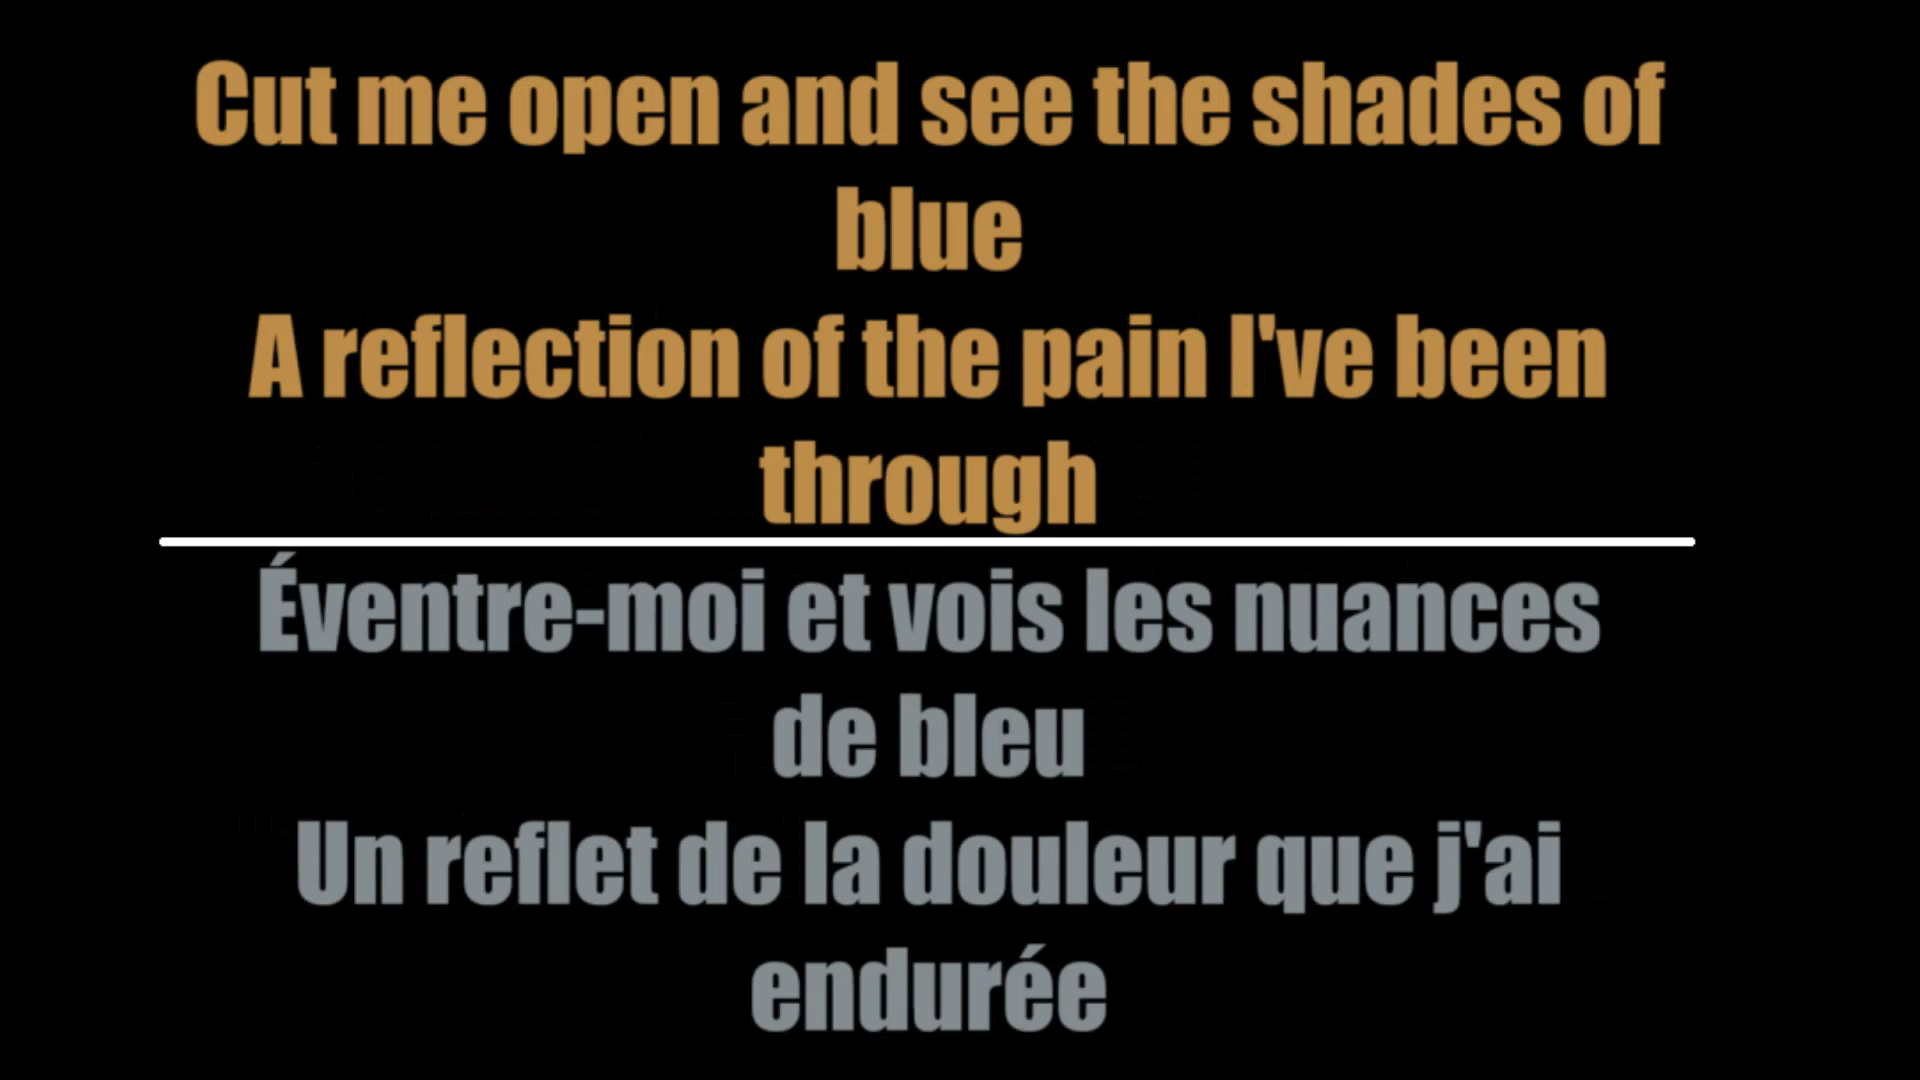 Cut me open and see the shades of
blue
A reflection of the pain I've been
through
Éventre-moi et vois les nuances
de bleu
Un reflet de la douleur que j'ai
endurée